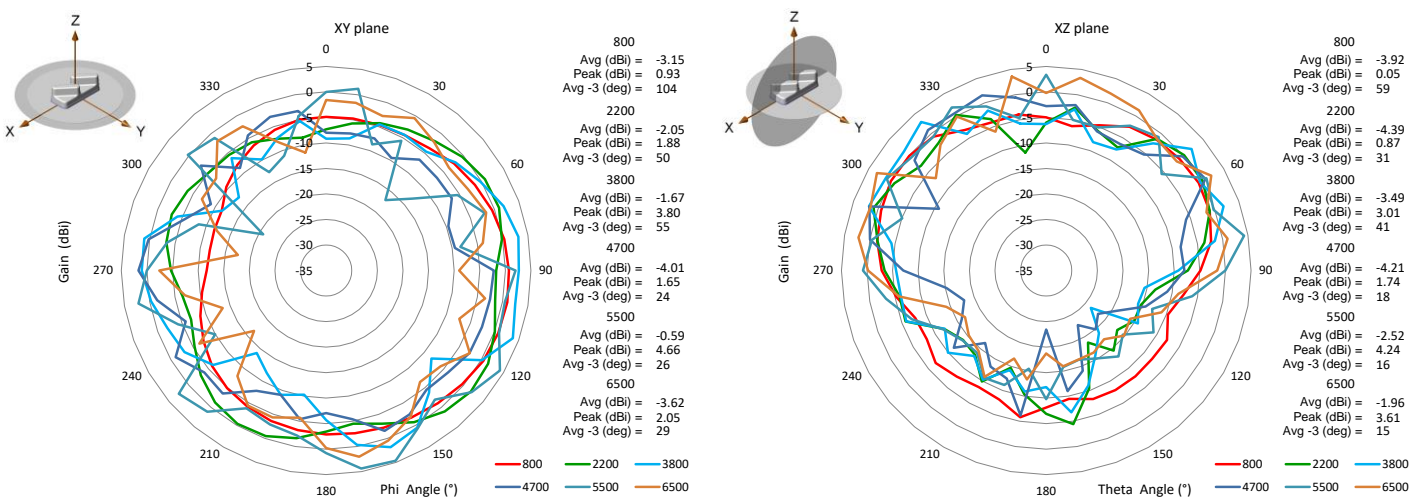 Z
X
Y
XY plane
0
30
60
90
120
150
180
210
240
270
300
330
5
0
-5
-10
-15
-20
-25
-30
-35
Gain (dBi)
Phi Angle (°)
800
Avg (dBi) = -3.15
Peak (dBi) = 0.93
Avg -3 (deg) = 104
2200
Avg (dBi) = -2.05
Peak (dBi) = 1.88
Avg -3 (deg) = 50
3800
Avg (dBi) = -1.67
Peak (dBi) = 3.80
Avg -3 (deg) = 55
4700
Avg (dBi) = -4.01
Peak (dBi) = 1.65
Avg -3 (deg) = 24
5500
Avg (dBi) = -0.59
Peak (dBi) = 4.66
Avg -3 (deg) = 26
6500
Avg (dBi) = -3.62
Peak (dBi) = 2.05
Avg -3 (deg) = 29
800 2200 3800
4700 5500 6500
Z
X
Y
XZ plane
0
30
60
90
120
150
180
210
240
270
300
330
5
0
-5
-10
-15
-20
-25
-30
-35
Gain (dBi)
Theta Angle (°)
800
Avg (dBi) = -3.92
Peak (dBi) = 0.05
Avg -3 (deg) = 59
2200
Avg (dBi) = -4.39
Peak (dBi) = 0.87
Avg -3 (deg) = 31
3800
Avg (dBi) = -3.49
Peak (dBi) = 3.01
Avg -3 (deg) = 41
4700
Avg (dBi) = -4.21
Peak (dBi) = 1.74
Avg -3 (deg) = 18
5500
Avg (dBi) = -2.52
Peak (dBi) = 4.24
Avg -3 (deg) = 16
6500
Avg (dBi) = -1.96
Peak (dBi) = 3.61
Avg -3 (deg) = 15
800 2200 3800
4700 5500 6500